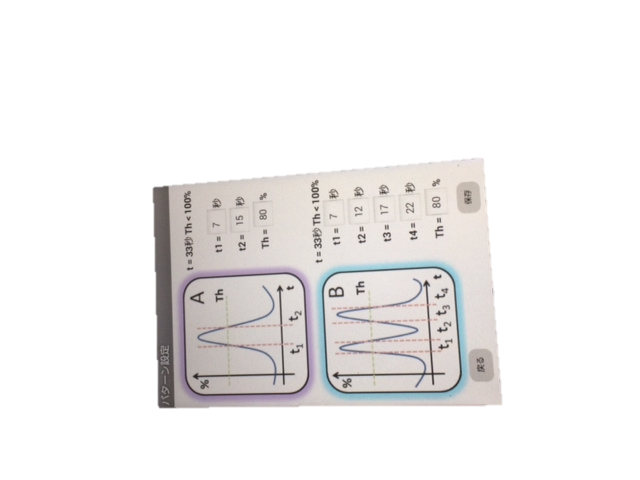 パターン設定
A
%
Th
t
t1 t2
t = 33秒 Th < 100%
t1 = 7 秒
t2 = 15 秒
Th = 80 %
B
%
Th
t
t1 t2 t3 t4
t = 33秒 Th < 100%
t1 = 7 秒
t2 = 12 秒
t3 = 17 秒
t4 = 22 秒
Th = 80 %
戻る
保存